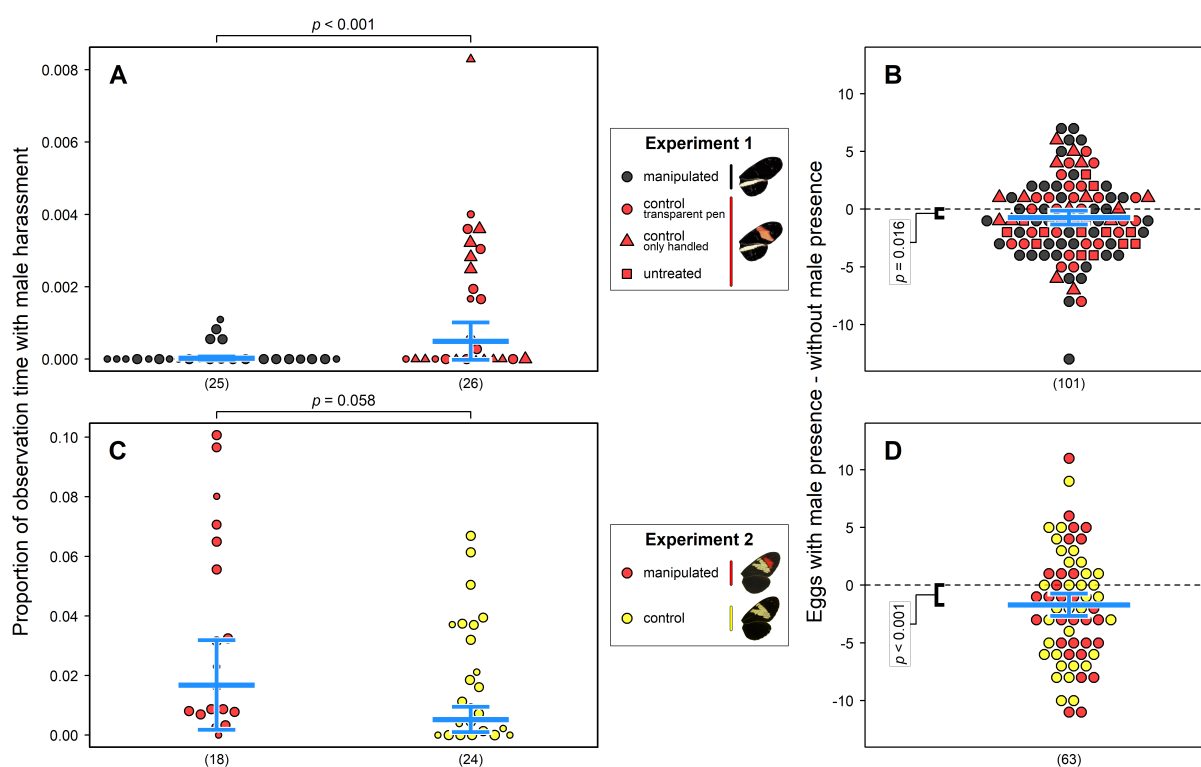 p < 0.001
A
0.008
0.006
0.004
0.002
0.000
(25)
(26)
Proportion of observation time with male harassment
Experiment 1
manipulated
control
transparent pen
control
only handled
untreated
B
10
5
0
-5
-10
p = 0.016
(101)
Eggs with male presence - without male presence
p = 0.058
C
0.10
0.08
0.06
0.04
0.02
0.00
(18)
(24)
Experiment 2
manipulated
control
D
10
5
0
-5
-10
p < 0.001
(63)